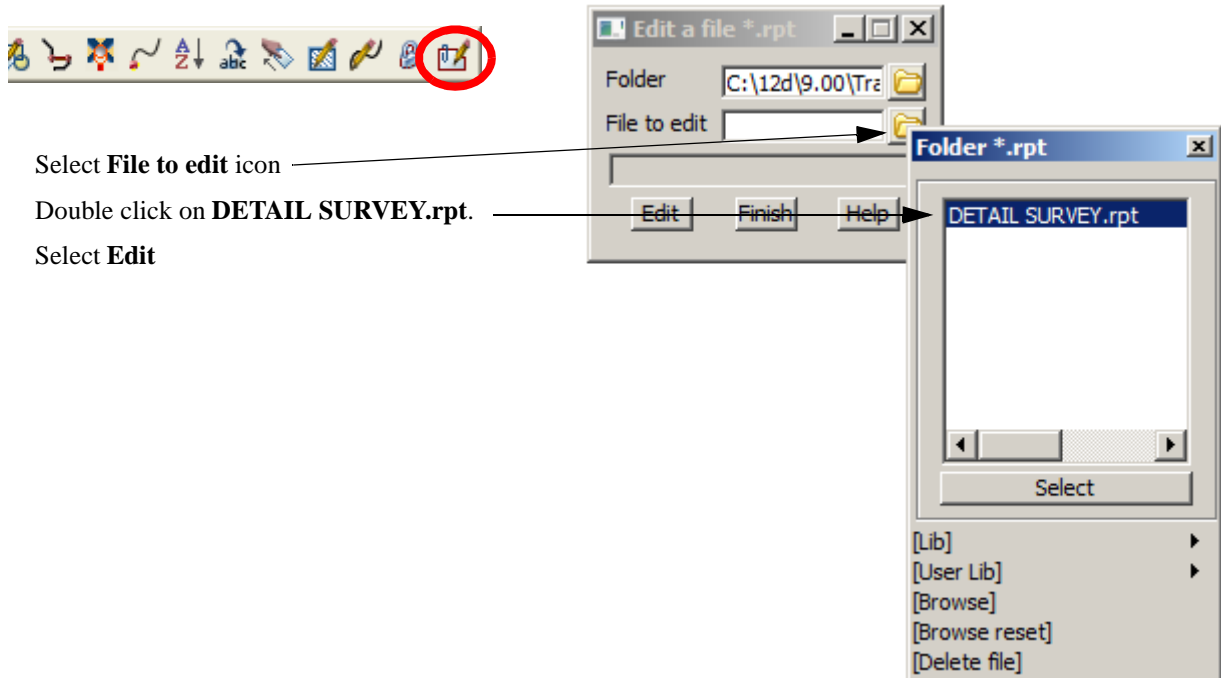 Edit a file *.rpt
Folder C:\12d\9.00\Tra
File to edit
Edit Finish Help
Select File to edit icon
Double click on DETAIL SURVEY.rpt.
Select Edit
Folder *.rpt
DETAIL SURVEY.rpt
Select
[Lib]
[User Lib]
[Browse]
[Browse reset]
[Delete file]